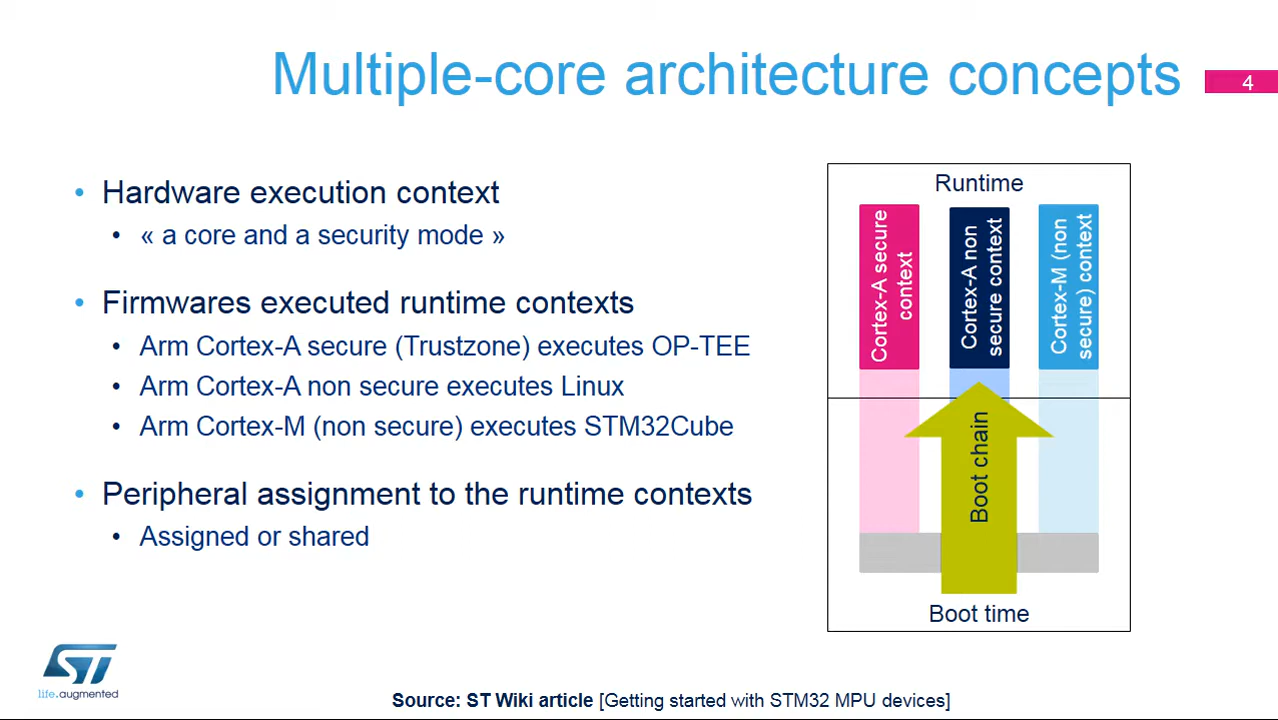 Multiple-core architecture concepts
4
• Hardware execution context
• « a core and a security mode »
• Firmwares executed runtime contexts
• Arm Cortex-A secure (Trustzone) executes OP-TEE
• Arm Cortex-A non secure executes Linux
• Arm Cortex-M (non secure) executes STM32Cube
• Peripheral assignment to the runtime contexts
• Assigned or shared
Runtime
Cortex-A secure
context
Cortex-A non
secure context
Cortex-M (non
secure) context
Boot chain
Boot time
ST
life.augmented
Source: ST Wiki article [Getting started with STM32 MPU devices]